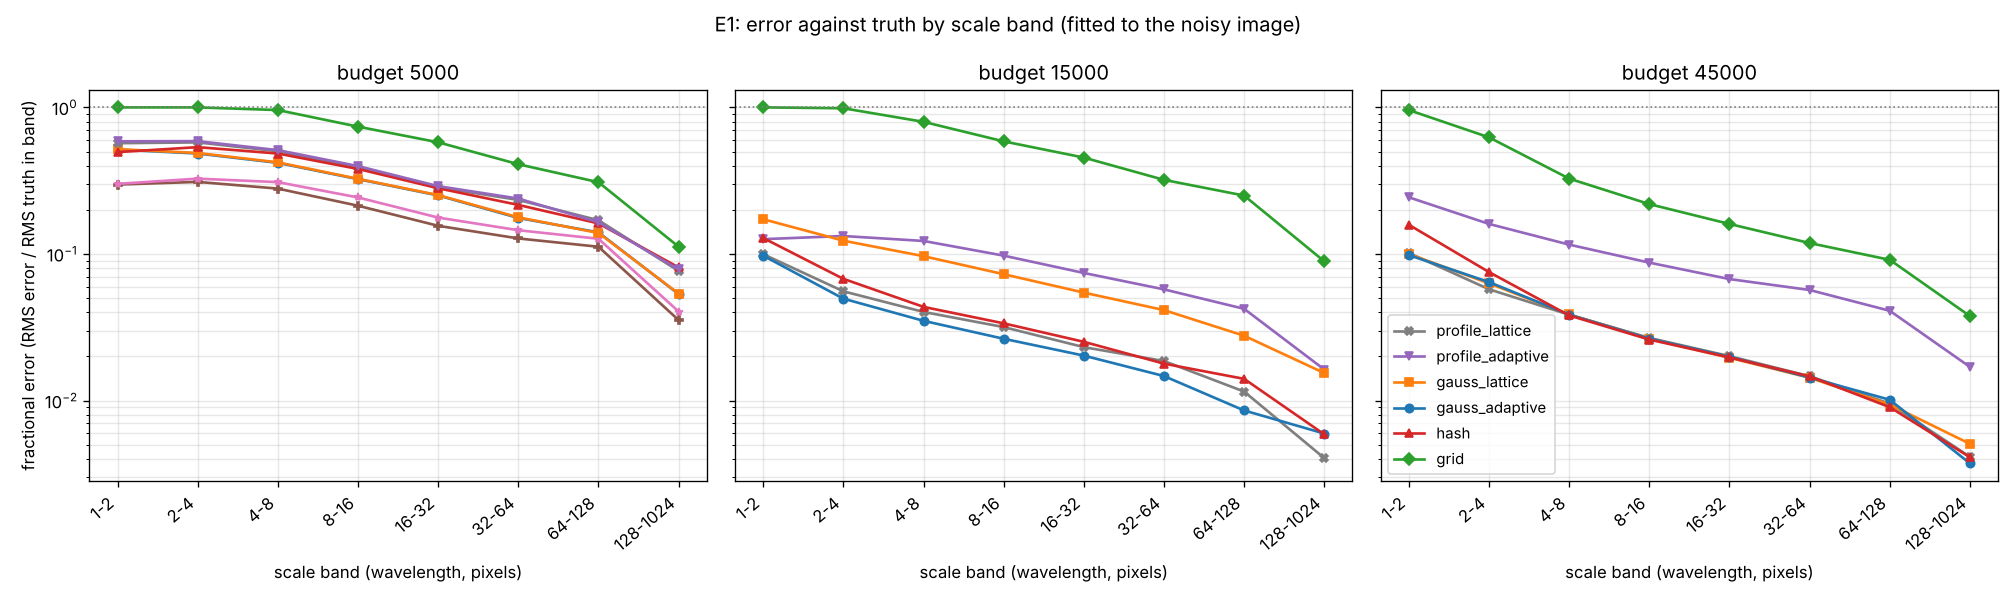 E1: error against truth by scale band (fitted to the noisy image)
budget 5000
budget 15000
budget 45000
fractional error (RMS error / RMS truth in band)
10⁰
10⁻¹
10⁻²
profile_lattice
profile_adaptive
gauss_lattice
gauss_adaptive
hash
grid
1-2
2-4
4-8
8-16
16-32
32-64
64-128
128-1024
1-2
2-4
4-8
8-16
16-32
32-64
64-128
128-1024
1-2
2-4
4-8
8-16
16-32
32-64
64-128
128-1024
scale band (wavelength, pixels)
scale band (wavelength, pixels)
scale band (wavelength, pixels)